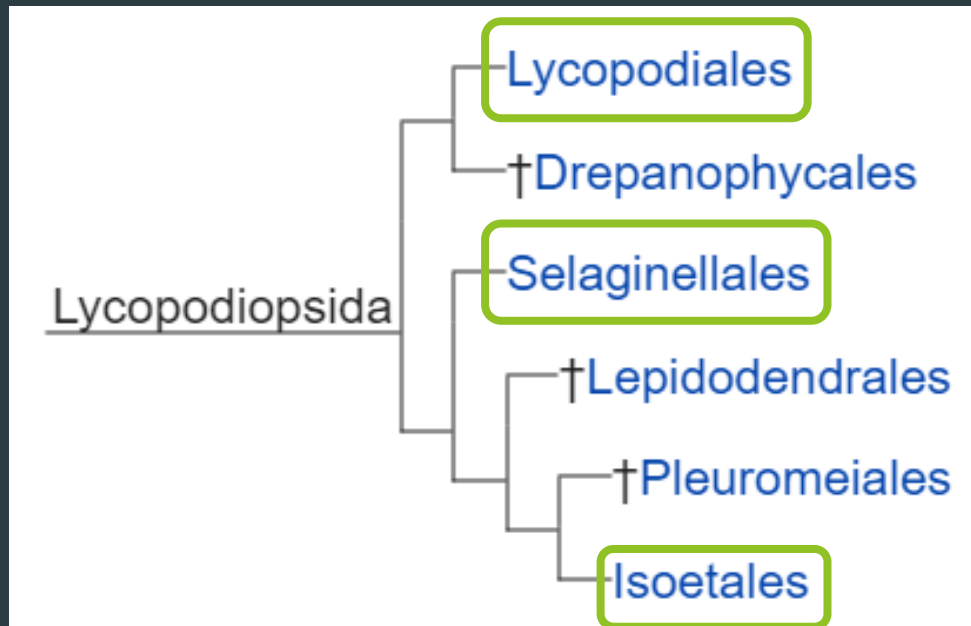 Lycopodiales
†Drepanophycales
Selaginellales
Lycopodiopsida
†Lepidodendrales
†Pleuromeiales
Isoetales